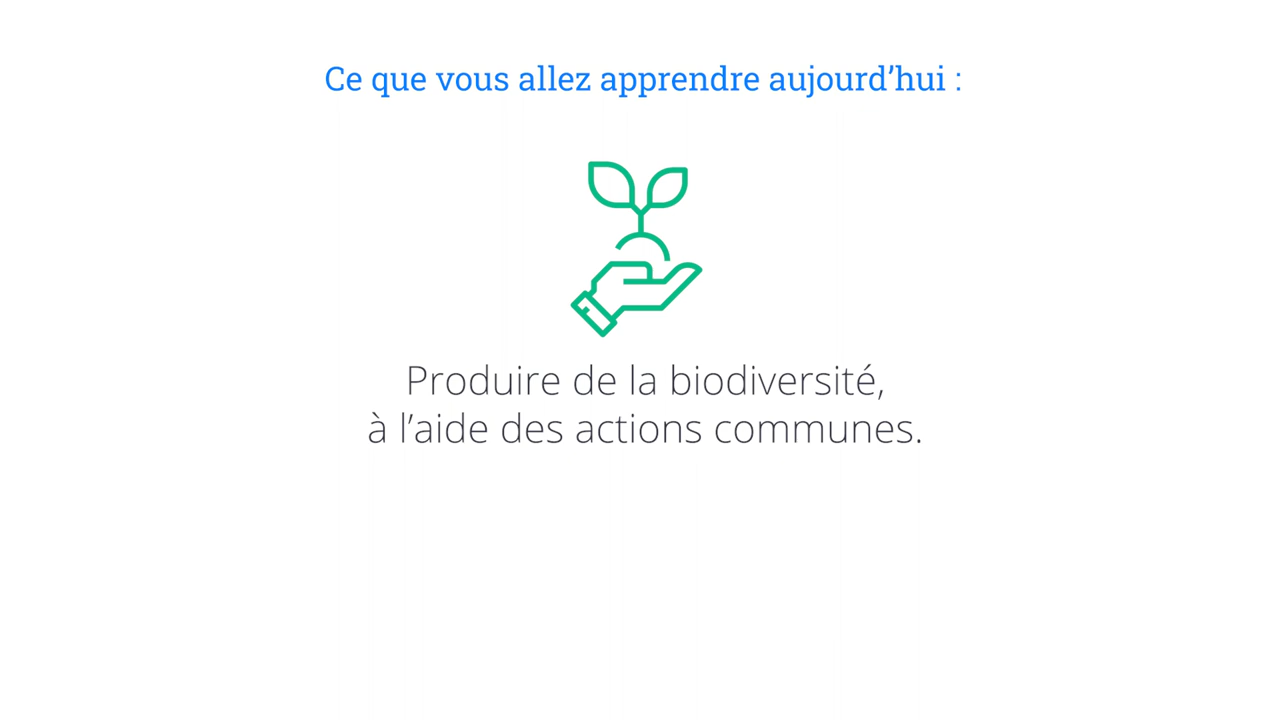 Ce que vous allez apprendre aujourd’hui :
Produire de la biodiversité,
à l’aide des actions communes.